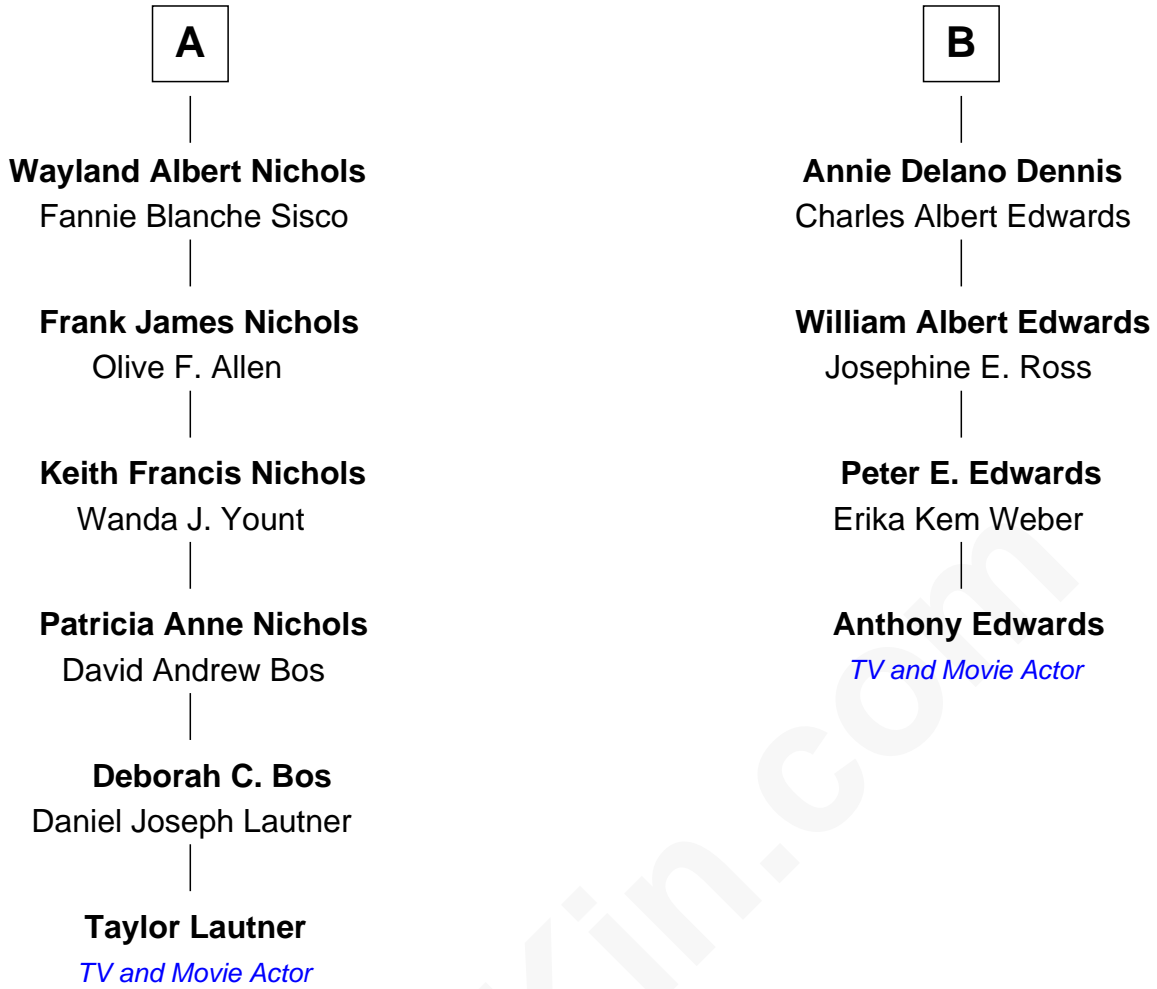 A
Wayland Albert Nichols
Fannie Blanche Sisco
Frank James Nichols
Olive F. Allen
Keith Francis Nichols
Wanda J. Yount
Patricia Anne Nichols
David Andrew Bos
Deborah C. Bos
Daniel Joseph Lautner
Taylor Lautner
TV and Movie Actor
B
Annie Delano Dennis
Charles Albert Edwards
William Albert Edwards
Josephine E. Ross
Peter E. Edwards
Erika Kem Weber
Anthony Edwards
TV and Movie Actor
Kin.com